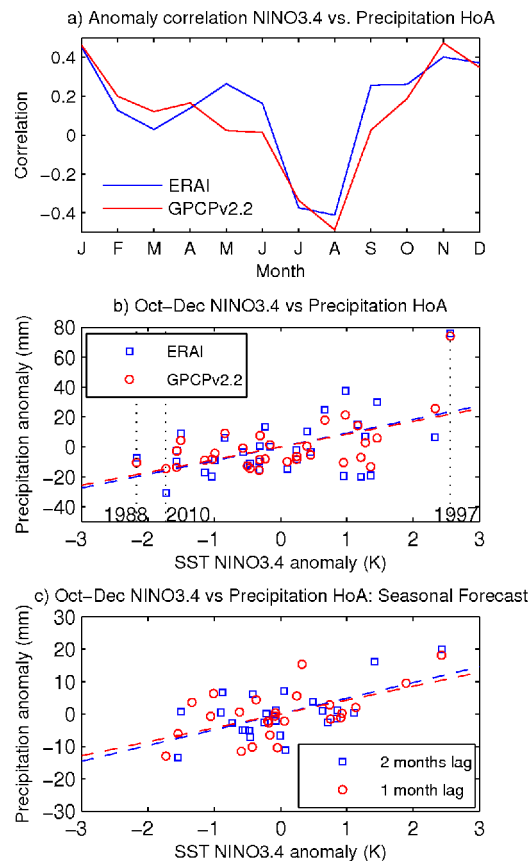 a) Anomaly correlation NINO3.4 vs. Precipitation HoA
Correlation
0.4
0.2
0
−0.2
−0.4
ERAI
GPCPv2.2
J F M A M J J A S O N D
Month
b) Oct−Dec NINO3.4 vs Precipitation HoA
Precipitation anomaly (mm)
80
60
40
20
0
−20
−40
ERAI
GPCPv2.2
1988 2010 1997
−3 −2 −1 0 1 2 3
SST NINO3.4 anomaly (K)
c) Oct−Dec NINO3.4 vs Precipitation HoA: Seasonal Forecast
Precipitation anomaly (mm)
30
20
10
0
−10
−20
−30
2 months lag
1 month lag
−3 −2 −1 0 1 2 3
SST NINO3.4 anomaly (K)